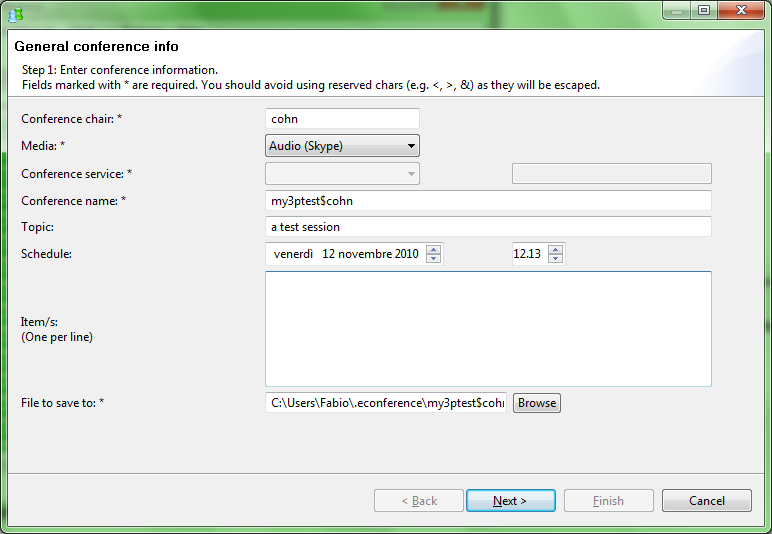 General conference info
Step 1: Enter conference information.
Fields marked with * are required. You should avoid using reserved chars (e.g. <, >, &) as they will be escaped.
Conference chair: * cohn
Media: * Audio (Skype)
Conference service: *
Conference name: * my3ptest$cohn
Topic: a test session
Schedule: venerdì 12 novembre 2010 12.13
Item/s:
(One per line)
File to save to: * C:\Users\Fabio\.econference\my3ptest$cohn Browse
< Back Next > Finish Cancel